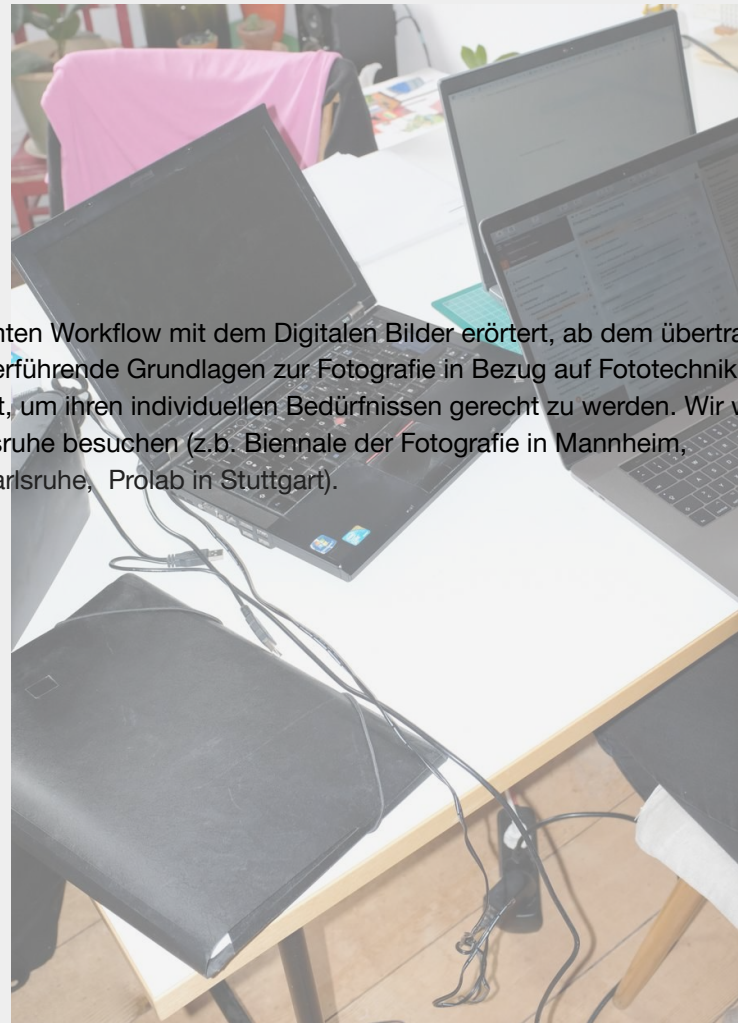 nten Workflow mit dem Digitalen Bilder erörtert, ab dem übertra
erführende Grundlagen zur Fotografie in Bezug auf Fototechnik
t, um ihren individuellen Bedürfnissen gerecht zu werden. Wir w
sruhe besuchen (z.b. Biennale der Fotografie in Mannheim,
arlsruhe, Prolab in Stuttgart).